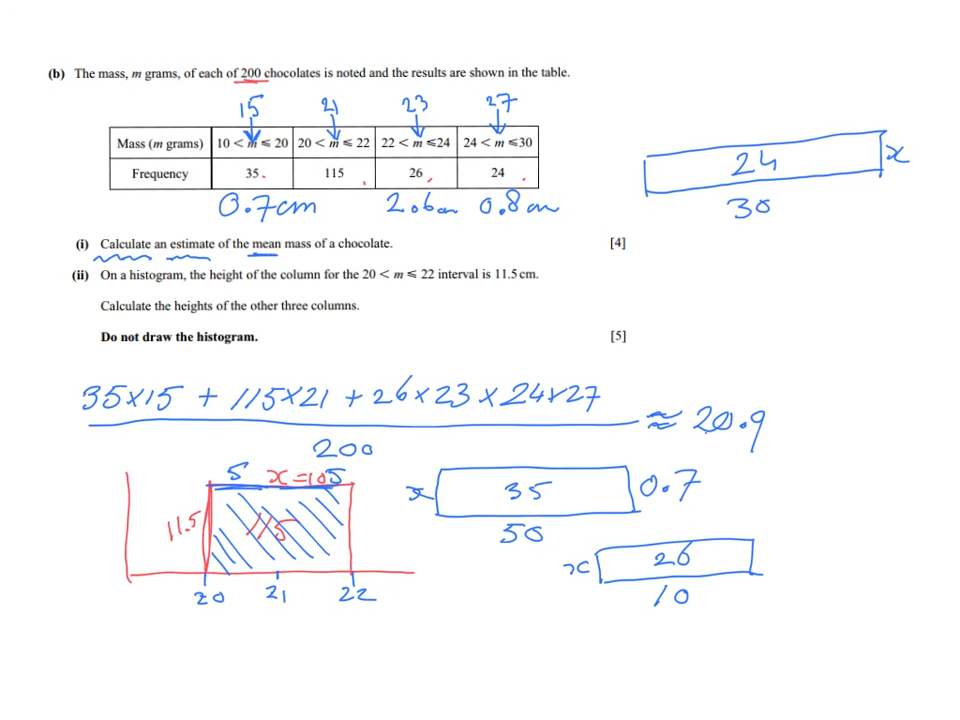 (b) The mass, m grams, of each of 200 chocolates is noted and the results are shown in the table.
15 21 23 27
Mass (m grams) 10 < m ≤ 20 20 < m ≤ 22 22 < m ≤24 24 < m ≤30
Frequency 35 115 26 24
0.7cm 2.6cm 0.8cm
24 x
30
(i) Calculate an estimate of the mean mass of a chocolate. [4]
(ii) On a histogram, the height of the column for the 20 < m ≤ 22 interval is 11.5 cm.
Calculate the heights of the other three columns.
Do not draw the histogram. [5]
35×15 + 115×21 + 26×23 × 24×27 ≈ 20.9
200
5 x =
11.5 115
20 21 22
x 35 0.7
50
x 26
10